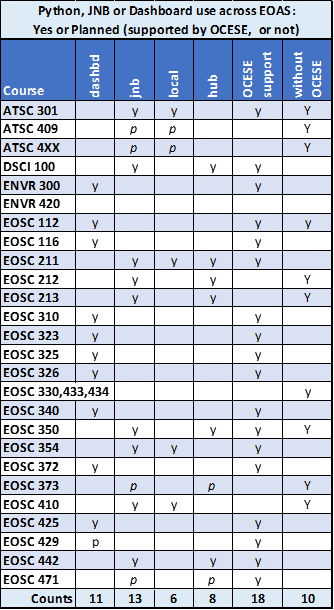 Python, JNB or Dashboard use across EOAS:
Yes or Planned (supported by OCESE, or not)
Course dashbd jnb local hub OCESE support without OCESE
ATSC 301 y y y Y
ATSC 409 p p Y
ATSC 4XX p p Y
DSCI 100 y y y
ENVR 300 y y
ENVR 420
EOSC 112 y y y
EOSC 116 y y
EOSC 211 y y y y
EOSC 212 y y Y
EOSC 213 y y Y
EOSC 310 y y
EOSC 323 y y
EOSC 325 y y
EOSC 326 y y
EOSC 330,433,434 y
EOSC 340 y y
EOSC 350 y y y Y
EOSC 354 y y y
EOSC 372 y y
EOSC 373 p p Y
EOSC 410 y y Y
EOSC 425 y y
EOSC 429 p y
EOSC 442 y y y
EOSC 471 p p y
Counts 11 13 6 8 18 10